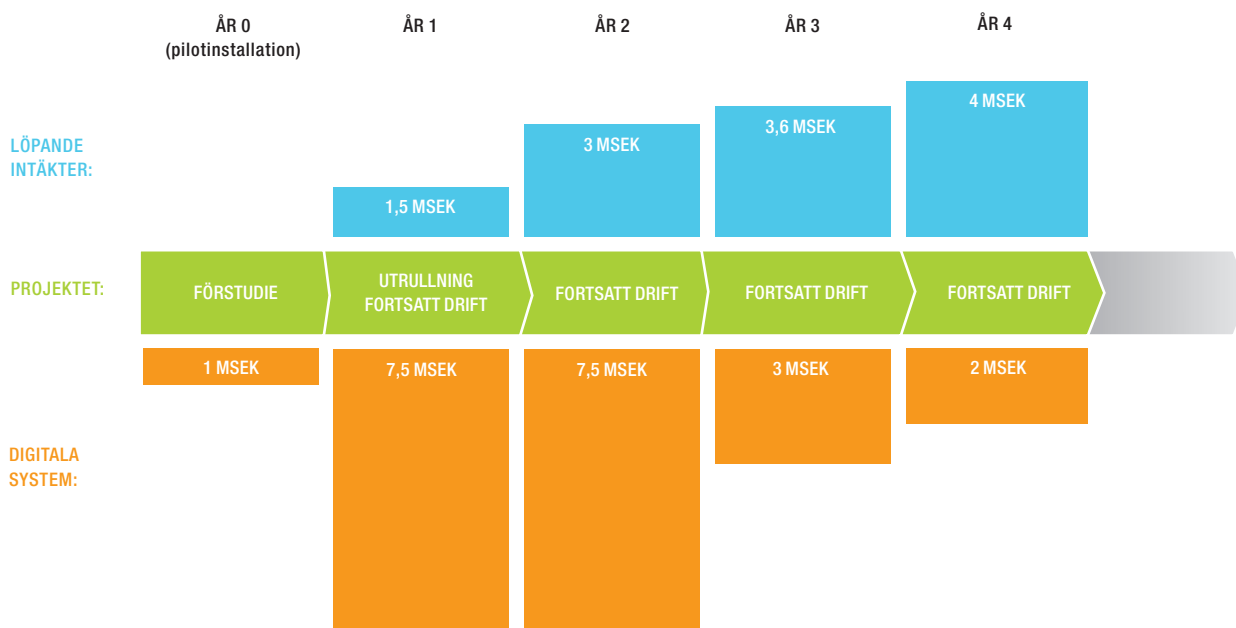 ÅR 0
(pilotinstallation)
ÅR 1
ÅR 2
ÅR 3
ÅR 4
LÖPANDE
INTÄKTER:
1,5 MSEK
3 MSEK
3,6 MSEK
4 MSEK
PROJEKTET:
FÖRSTUDIE
UTRULLNING
FORTSATT DRIFT
FORTSATT DRIFT
FORTSATT DRIFT
FORTSATT DRIFT
DIGITALA
SYSTEM:
1 MSEK
7,5 MSEK
7,5 MSEK
3 MSEK
2 MSEK